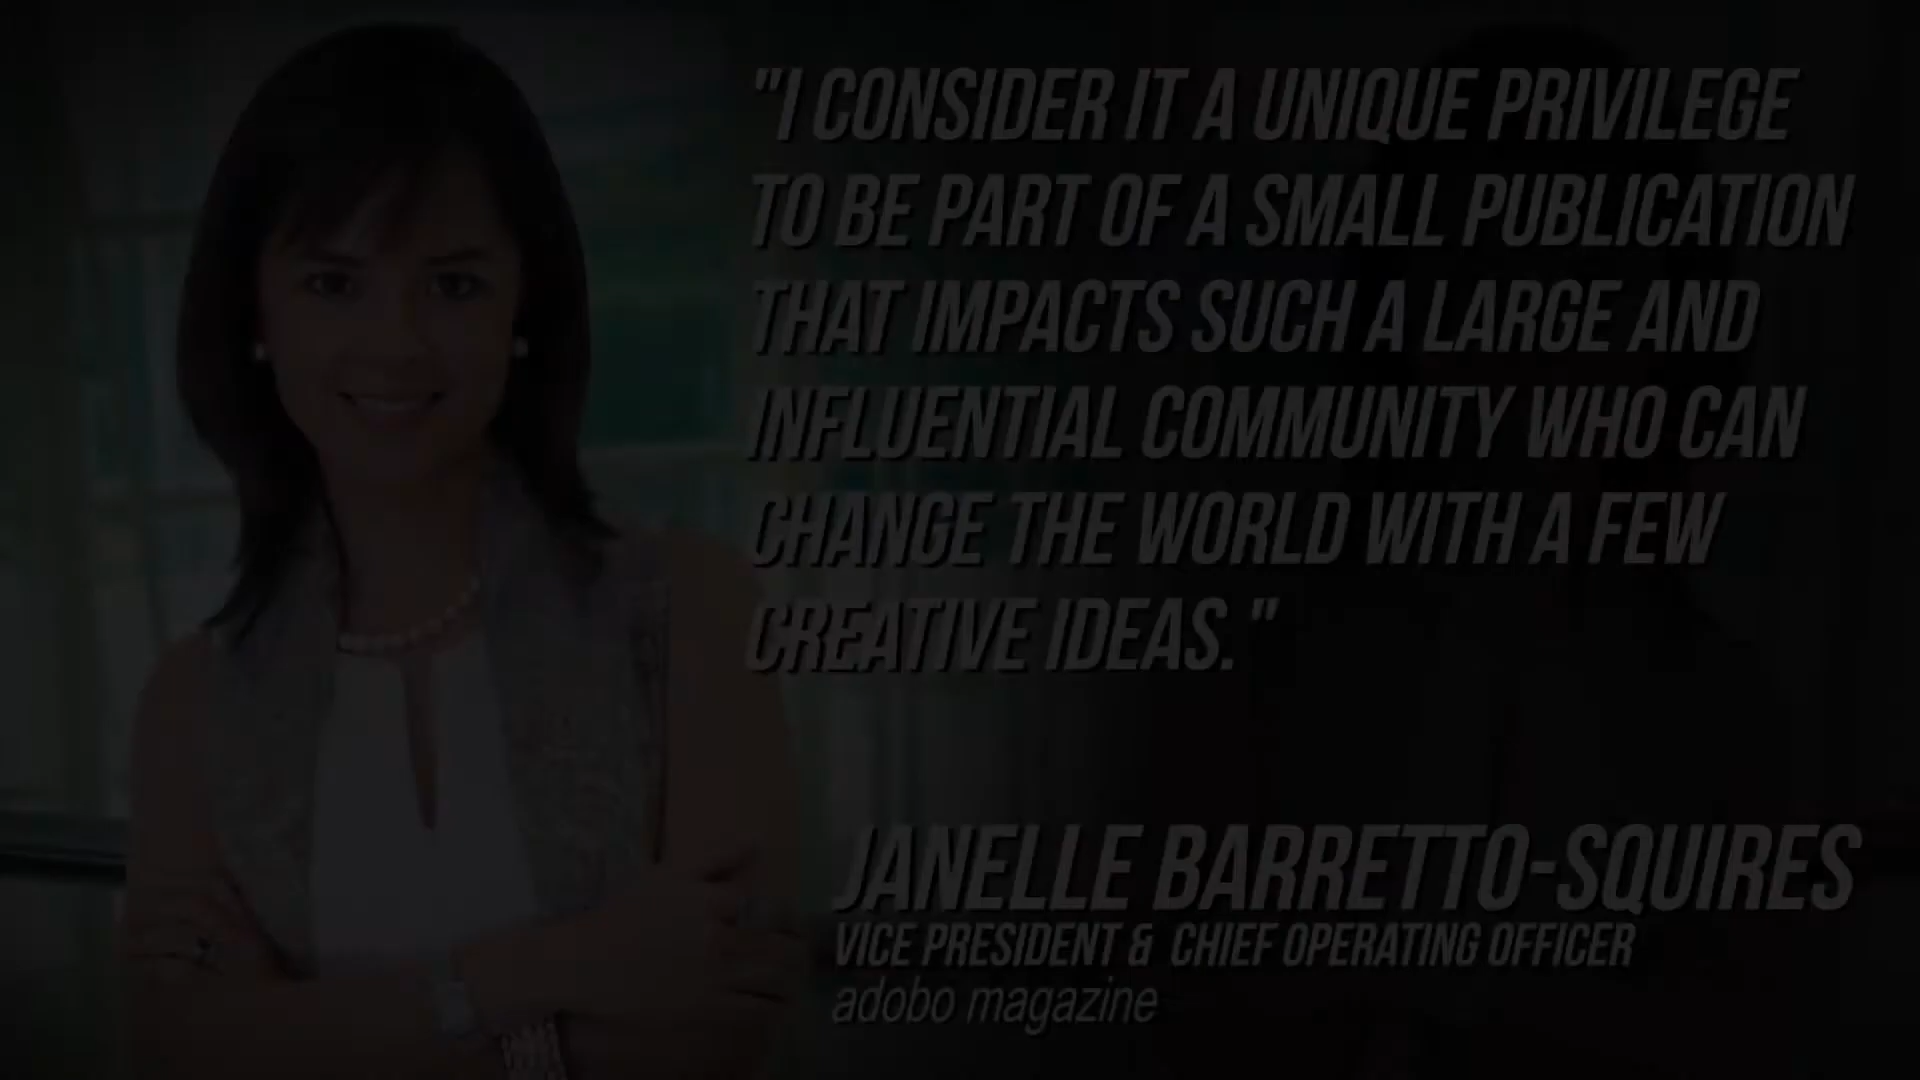 "I CONSIDER IT A UNIQUE PRIVILEGE
TO BE PART OF A SMALL PUBLICATION
THAT IMPACTS SUCH A LARGE AND
INFLUENTIAL COMMUNITY WHO CAN
CHANGE THE WORLD WITH A FEW
CREATIVE IDEAS."
JANELLE BARRETTO-SQUIRES
VICE PRESIDENT & CHIEF OPERATING OFFICER
adobo magazine